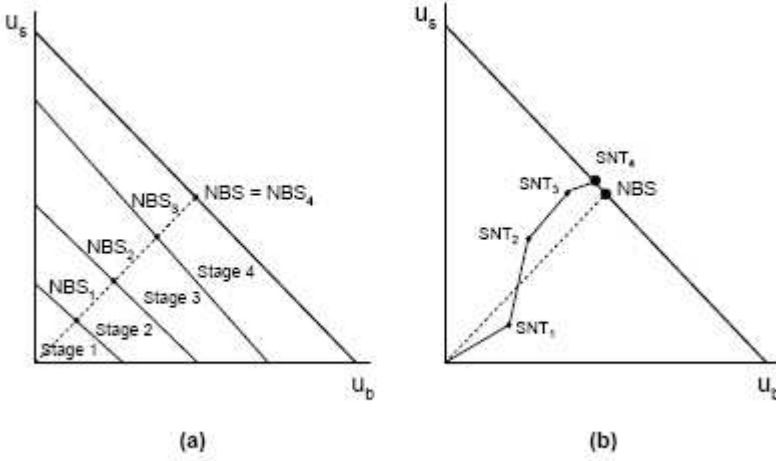 u_s
NBS_1
NBS_2
NBS_3
NBS = NBS_4
Stage 1
Stage 2
Stage 3
Stage 4
u_b
(a)
u_s
SNT_4
SNT_3
NBS
SNT_2
SNT_1
u_b
(b)